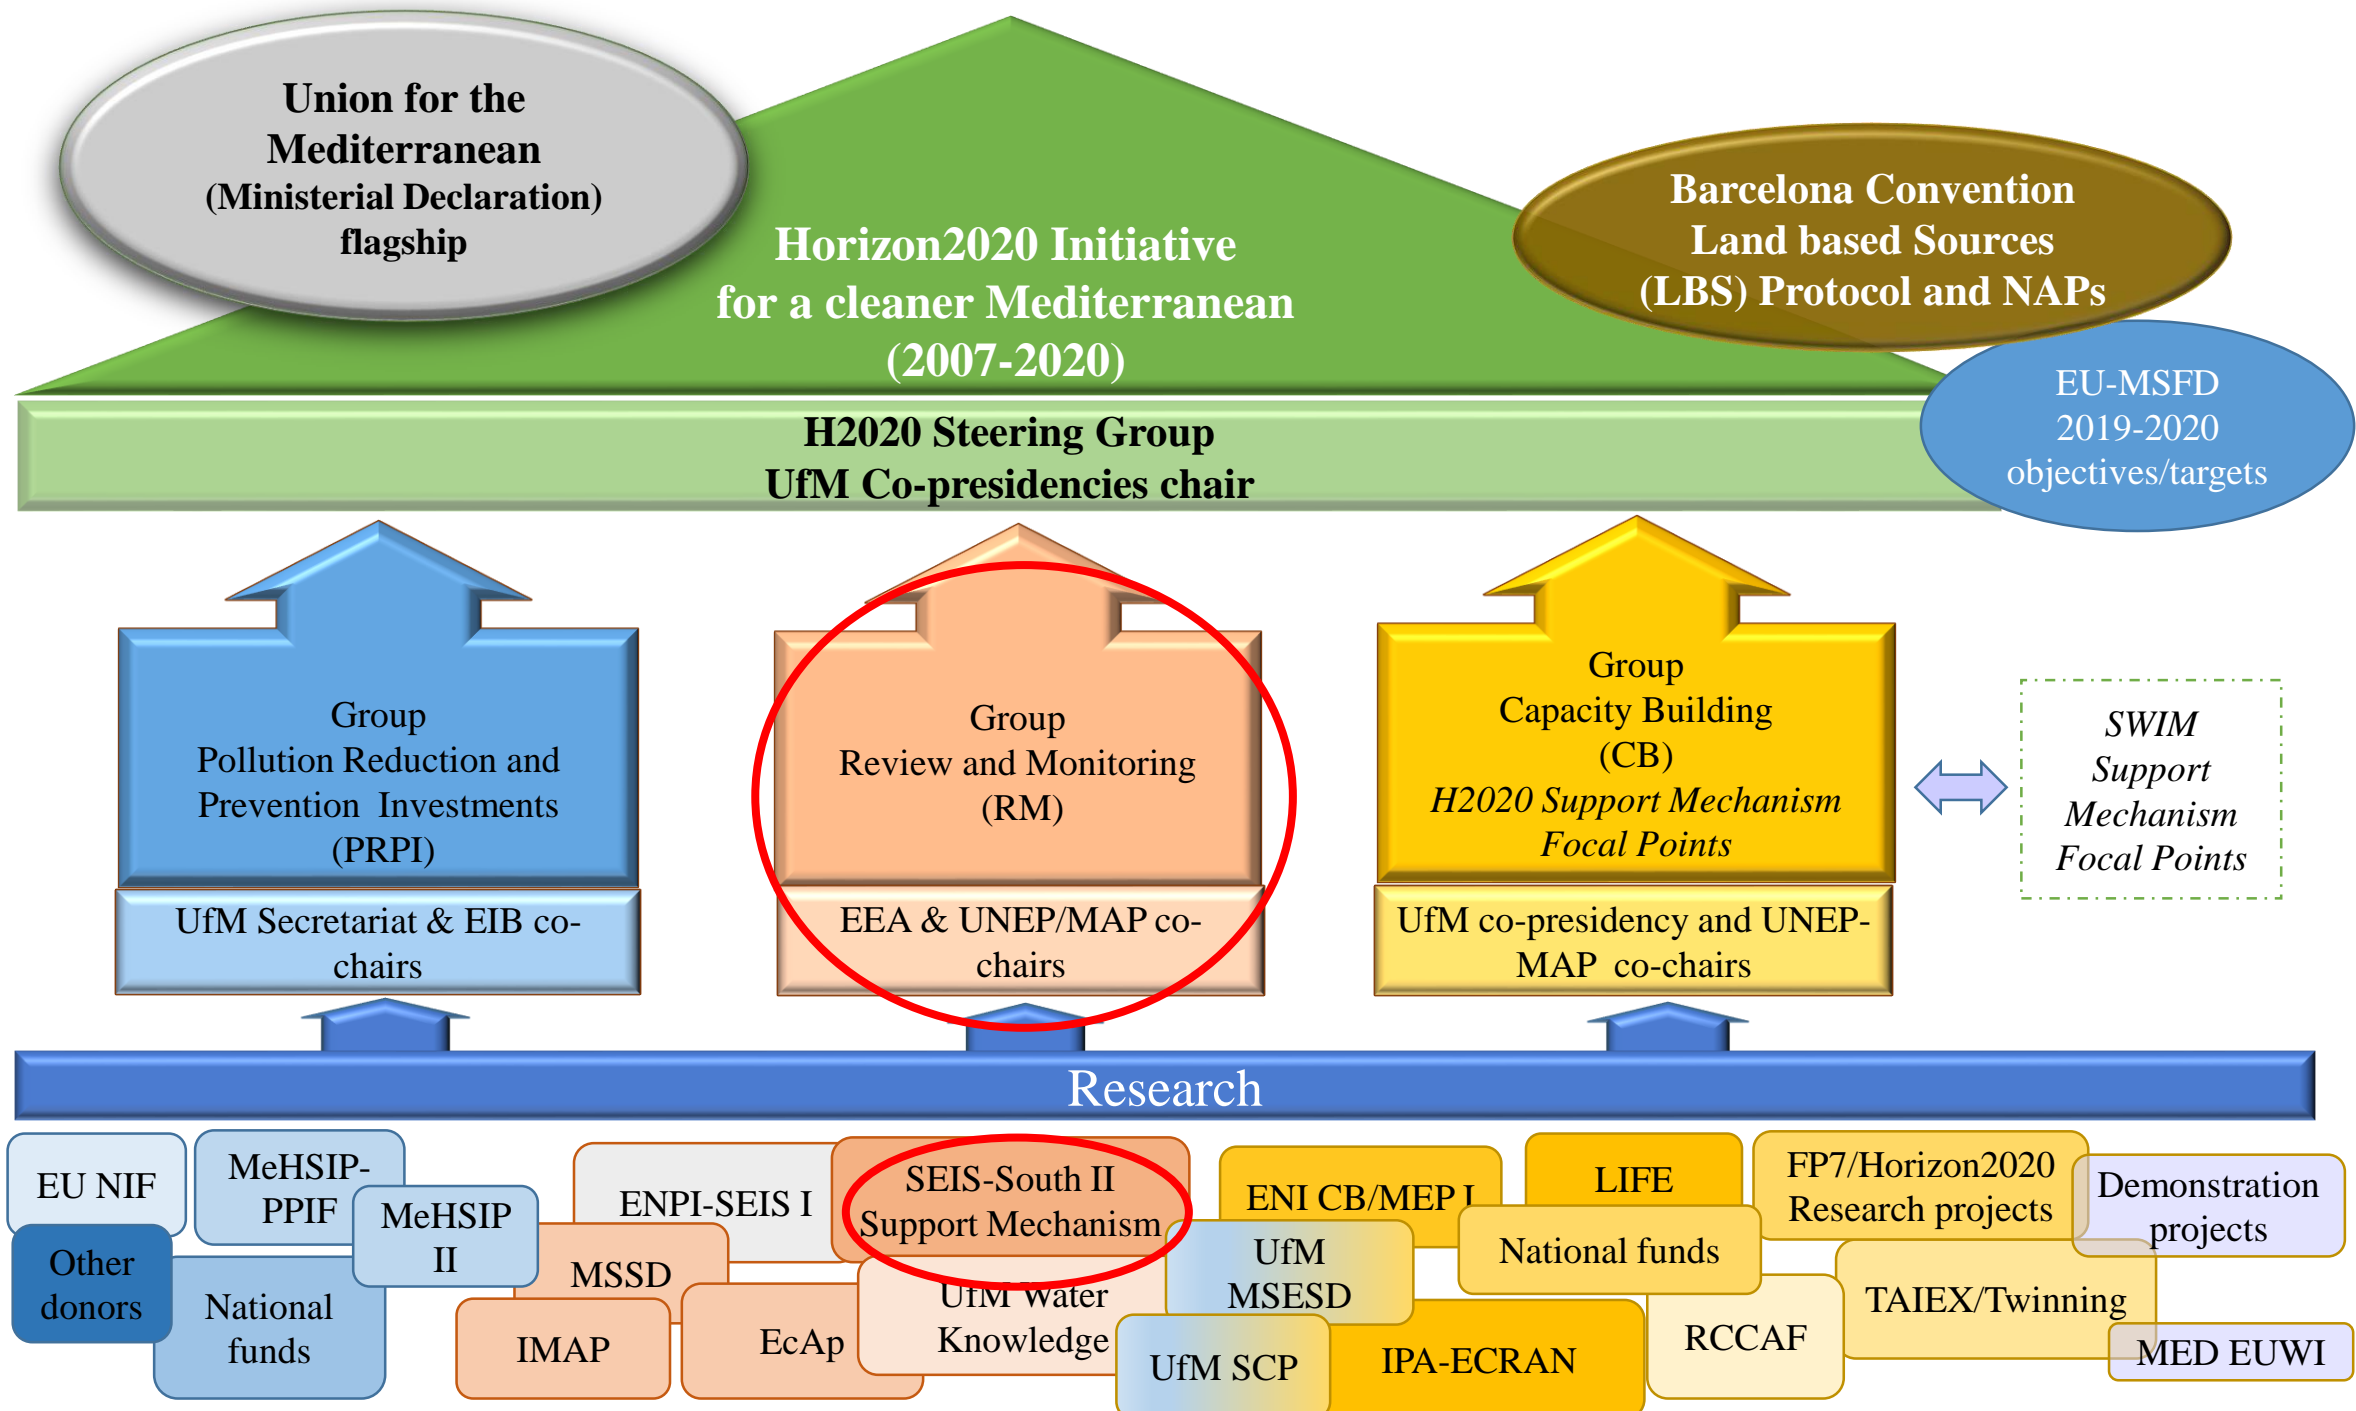 Union for the
Mediterranean
(Ministerial Declaration)
flagship
Horizon2020 Initiative
for a cleaner Mediterranean
(2007-2020)
Barcelona Convention
Land based Sources
(LBS) Protocol and NAPs
EU-MSFD
2019-2020
objectives/targets
H2020 Steering Group
UfM Co-presidencies chair
Group
Pollution Reduction and
Prevention Investments
(PRPI)
UfM Secretariat & EIB co-
chairs
Group
Review and Monitoring
(RM)
EEA & UNEP/MAP co-
chairs
Group
Capacity Building
(CB)
H2020 Support Mechanism
Focal Points
UfM co-presidency and UNEP-
MAP co-chairs
SWIM
Support
Mechanism
Focal Points
Research
EU NIF
MeHSIP-
PPIF
MeHSIP
II
Other
donors
National
funds
ENPI-SEIS I
SEIS-South II
Support Mechanism
MSSD
IMAP
EcAp
UfM Water
Knowledge
ENI CB/MEP I
UfM
MSESD
UfM SCP
LIFE
National funds
IPA-ECRAN
FP7/Horizon2020
Research projects
Demonstration
projects
RCCAF
TAIEX/Twinning
MED EUWI